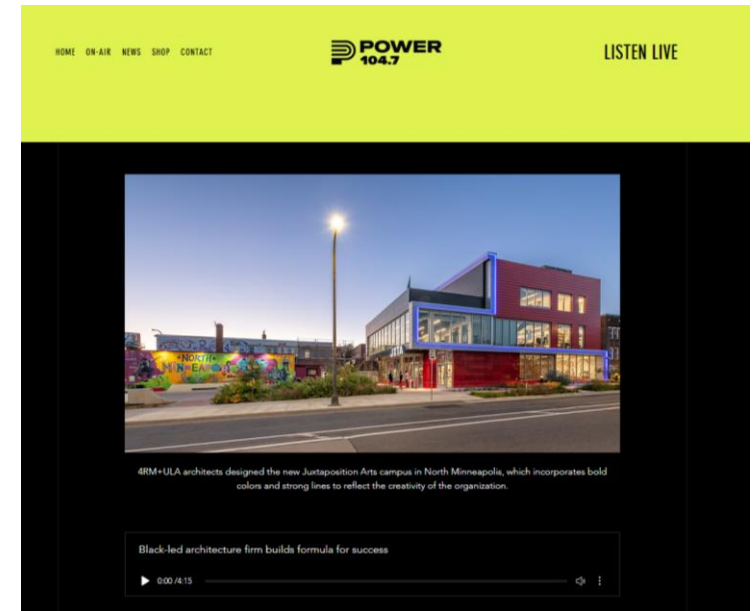 HOME ON-AIR NEWS SHOP CONTACT
POWER
104.7
LISTEN LIVE
NORTH
MINNEAPOLIS
4RM+ULA architects designed the new Juxtaposition Arts campus in North Minneapolis, which incorporates bold
colors and strong lines to reflect the creativity of the organization.
Black-led architecture firm builds formula for success
0:00 /4:15